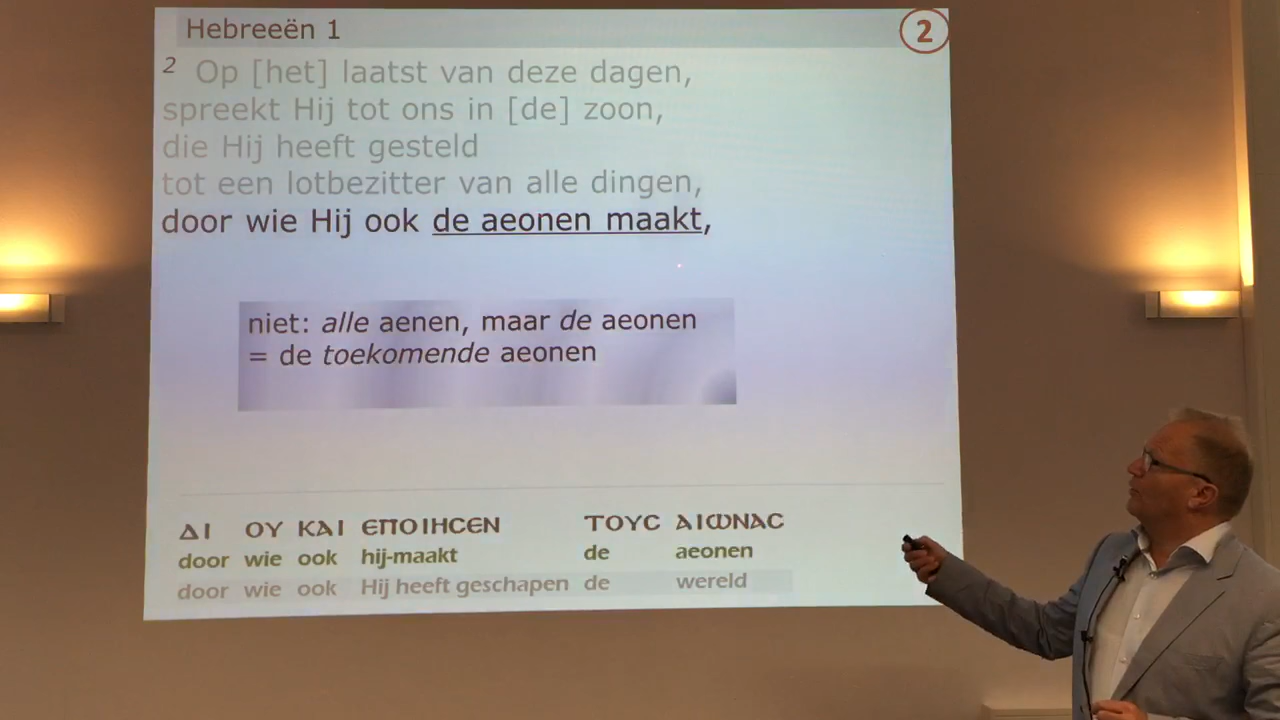 Hebreeën 1
2
2 Op [het] laatst van deze dagen,
spreekt Hij tot ons in [de] zoon,
die Hij heeft gesteld
tot een lotbezitter van alle dingen,
door wie Hij ook de aeonen maakt,
niet: alle aenen, maar de aeonen
= de toekomende aeonen
ΔΙ ΟΥ ΚΑΙ ΕΠΟΙΗϹΕΝ ΤΟΥϹ ΑΙΩΝΑϹ
door wie ook hij-maakt de aeonen
door wie ook Hij heeft geschapen de wereld